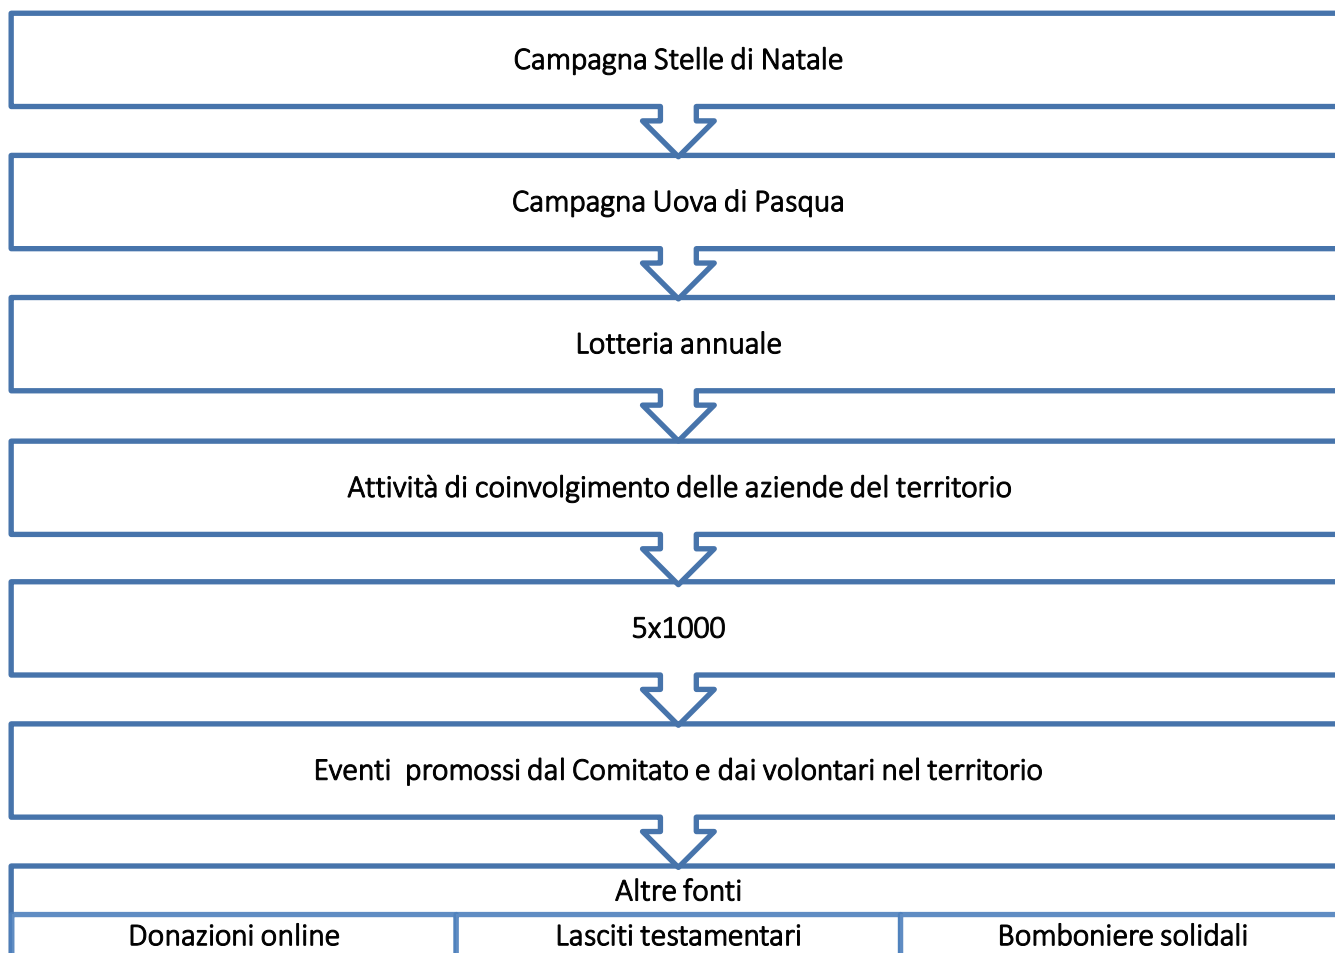 Campagna Stelle di Natale
Campagna Uova di Pasqua
Lotteria annuale
Attività di coinvolgimento delle aziende del territorio
5x1000
Eventi promossi dal Comitato e dai volontari nel territorio
Altre fonti
Donazioni online
Lasciti testamentari
Bomboniere solidali